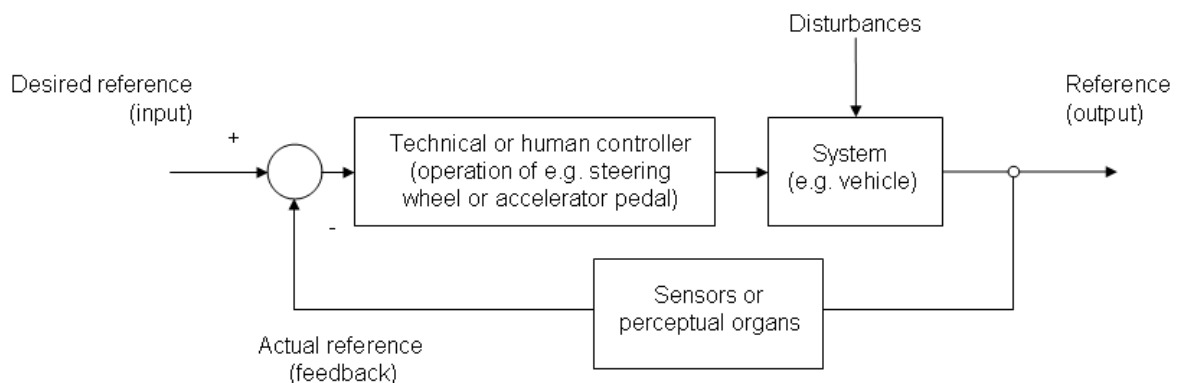 Disturbances
Desired reference
(input)
Reference
(output)
+
Technical or human controller
(operation of e.g. steering
wheel or accelerator pedal)
System
(e.g. vehicle)
-
Sensors or
perceptual organs
Actual reference
(feedback)